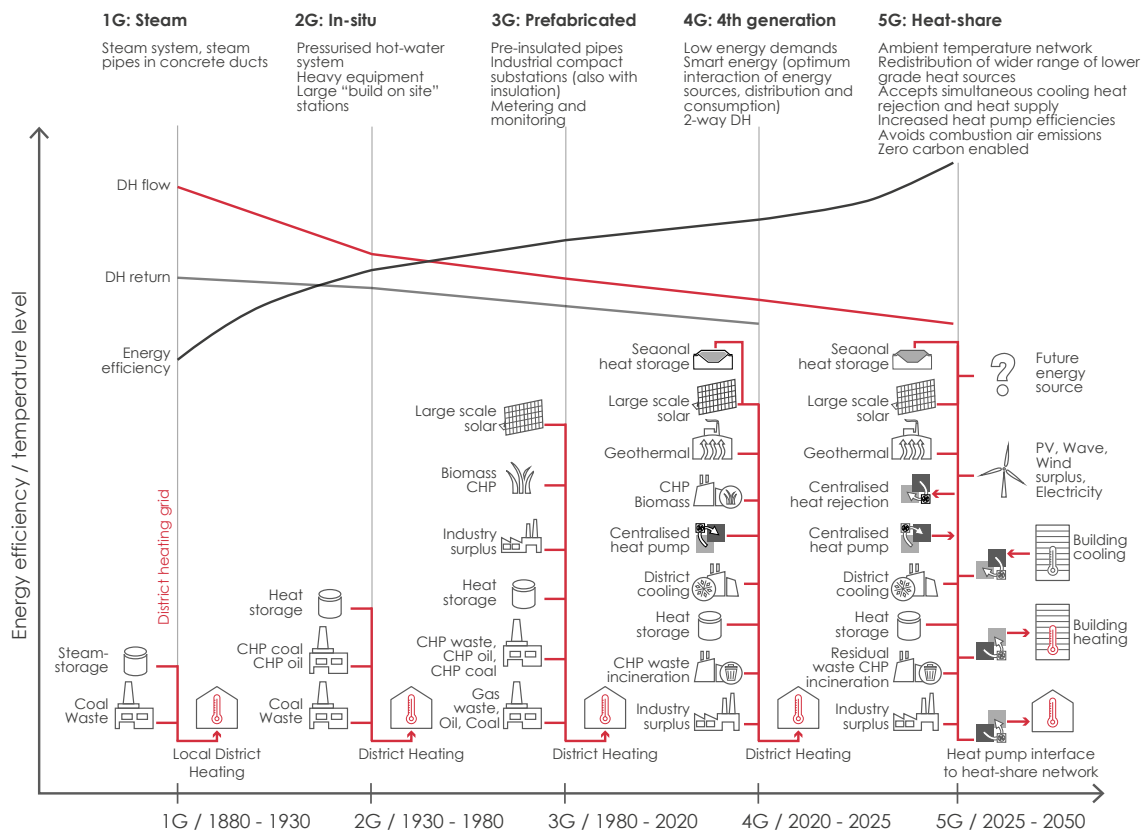 1G: Steam
Steam system, steam
pipes in concrete ducts
2G: In-situ
Pressurised hot-water
system
Heavy equipment
Large “build on site”
stations
3G: Prefabricated
Pre-insulated pipes
Industrial compact
substations (also with
insulation)
Metering and
monitoring
4G: 4th generation
Low energy demands
Smart energy (optimum
interaction of energy
sources, distribution and
consumption)
2-way DH
5G: Heat-share
Ambient temperature network
Redistribution of wider range of lower
grade heat sources
Accepts simultaneous cooling heat
rejection and heat supply
Increased heat pump efficiencies
Avoids combustion air emissions
Zero carbon enabled
Energy efficiency / temperature level
DH flow
DH return
Energy
efficiency
District heating grid
Steam-
storage
Coal
Waste
Local District
Heating
Heat
storage
CHP coal
CHP oil
Coal
Waste
District Heating
Large scale
solar
Biomass
CHP
Industry
surplus
Heat
storage
CHP waste,
CHP oil,
CHP coal
Gas
waste,
Oil, Coal
District Heating
Seaonal
heat storage
Large scale
solar
Geothermal
CHP
Biomass
Centralised
heat pump
District
cooling
Heat
storage
CHP waste
incineration
Industry
surplus
District Heating
Seaonal
heat storage
Large scale
solar
Geothermal
Centralised
heat rejection
Centralised
heat pump
District
cooling
Heat
storage
Residual
waste CHP
incineration
Industry
surplus
?
Future
energy
source
PV, Wave,
Wind
surplus,
Electricity
Building
cooling
Building
heating
Heat pump interface
to heat-share network
1G / 1880 - 1930
2G / 1930 - 1980
3G / 1980 - 2020
4G / 2020 - 2025
5G / 2025 - 2050